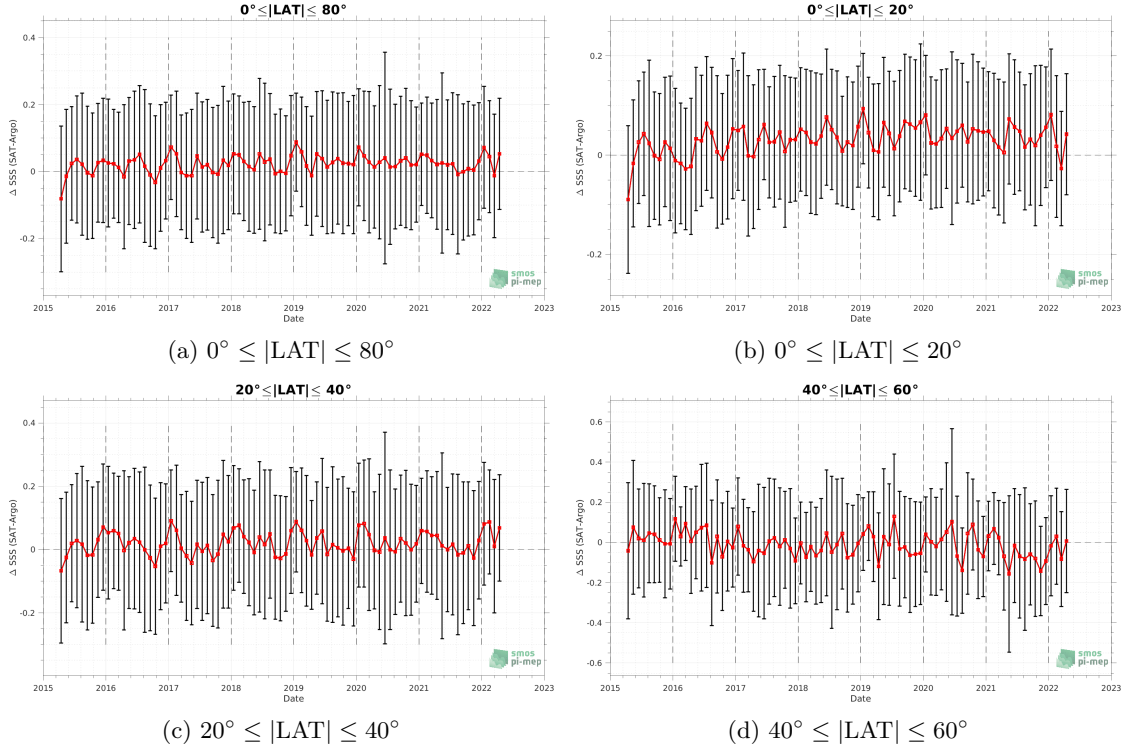 0°≤|LAT|≤ 80°
Δ SSS (SAT-Argo)
0.4
0.2
0
-0.2
2015 2016 2017 2018 2019 2020 2021 2022 2023
Date
smos
pi-mep
(a) 0° ≤ |LAT| ≤ 80°
0°≤|LAT|≤ 20°
Δ SSS (SAT-Argo)
0.2
0
-0.2
2015 2016 2017 2018 2019 2020 2021 2022 2023
Date
smos
pi-mep
(b) 0° ≤ |LAT| ≤ 20°
20°≤|LAT|≤ 40°
Δ SSS (SAT-Argo)
0.4
0.2
0
-0.2
2015 2016 2017 2018 2019 2020 2021 2022 2023
Date
smos
pi-mep
(c) 20° ≤ |LAT| ≤ 40°
40°≤|LAT|≤ 60°
Δ SSS (SAT-Argo)
0.6
0.4
0.2
0
-0.2
-0.4
-0.6
2015 2016 2017 2018 2019 2020 2021 2022 2023
Date
smos
pi-mep
(d) 40° ≤ |LAT| ≤ 60°